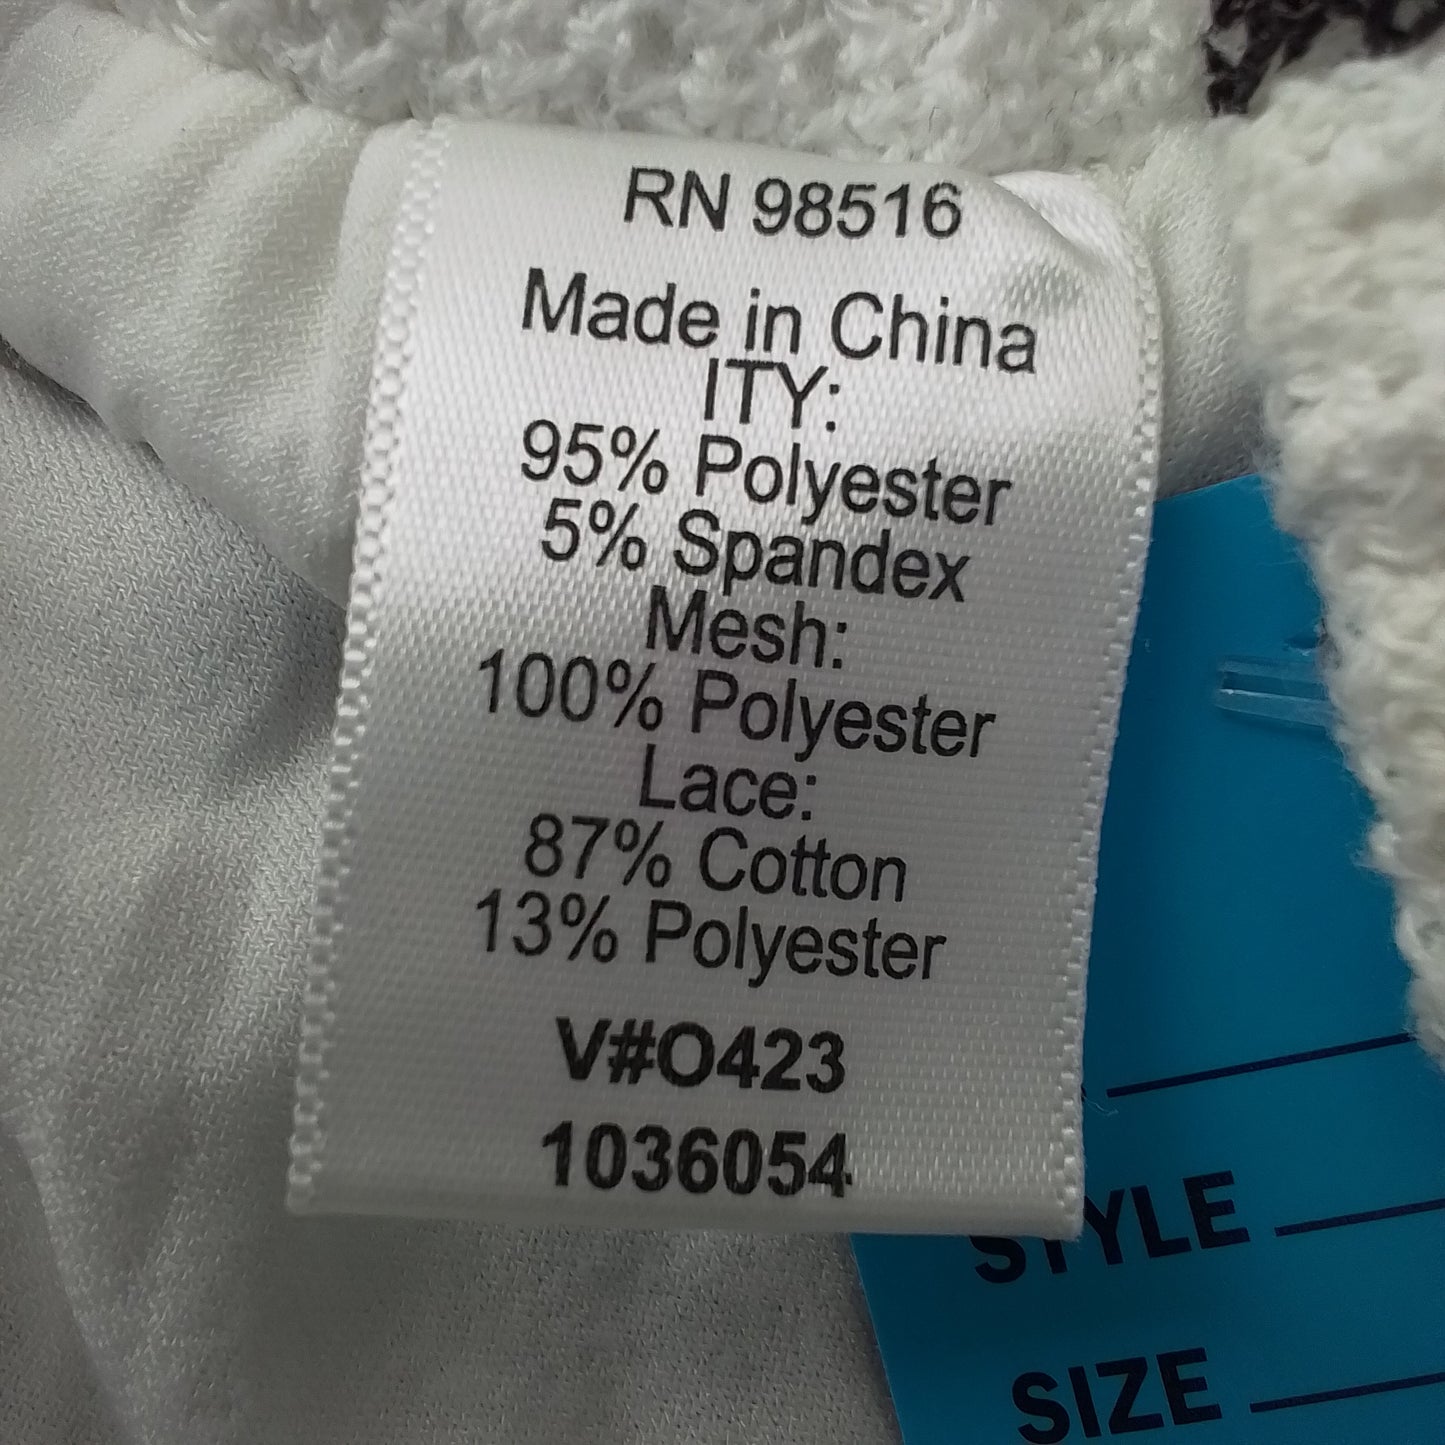 RN 98516
Made in China
ITY:
95% Polyester
5% Spandex
Mesh:
100% Polyester
Lace:
87% Cotton
13% Polyester
V#O423
1036054
STYLE
SIZE